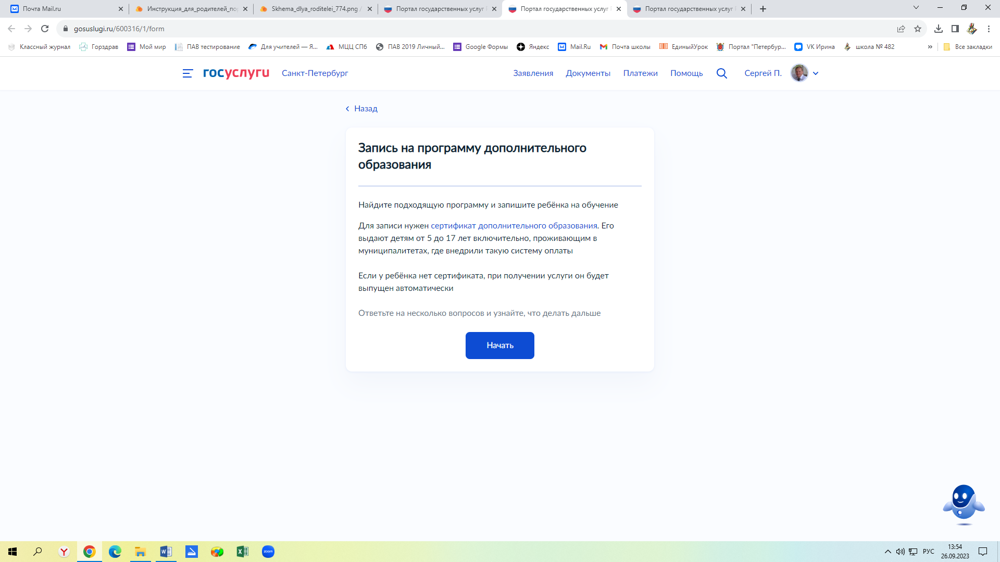 Почта Mail.ru
Инструкция_для_родителей_по
Skhema_dlya_roditelei_774.png /
Портал государственных услуг
Портал государственных услуг
Портал государственных услуг
gosuslugi.ru/600316/1/form
Классный журнал
Горздрав
Мой мир
ПАВ тестирование
Для учителей — Я...
МЦЦ СПб
ПАВ 2019 Личный...
Google Формы
Яндекс
Mail.Ru
Почта школы
ЕдиныйУрок
Портал "Петербур...
VK Ирина
школа № 482
»
Все закладки
госуслуги
Санкт-Петербург
Заявления
Документы
Платежи
Помощь
Сергей П.
Назад
Запись на программу дополнительного
образования
Найдите подходящую программу и запишите ребёнка на обучение
Для записи нужен сертификат дополнительного образования. Его
выдают детям от 5 до 17 лет включительно, проживающим в
муниципалитетах, где внедрили такую систему оплаты
Если у ребёнка нет сертификата, при получении услуги он будет
выпущен автоматически
Ответьте на несколько вопросов и узнайте, что делать дальше
Начать
zoom
РУС
13:54
26.09.2023